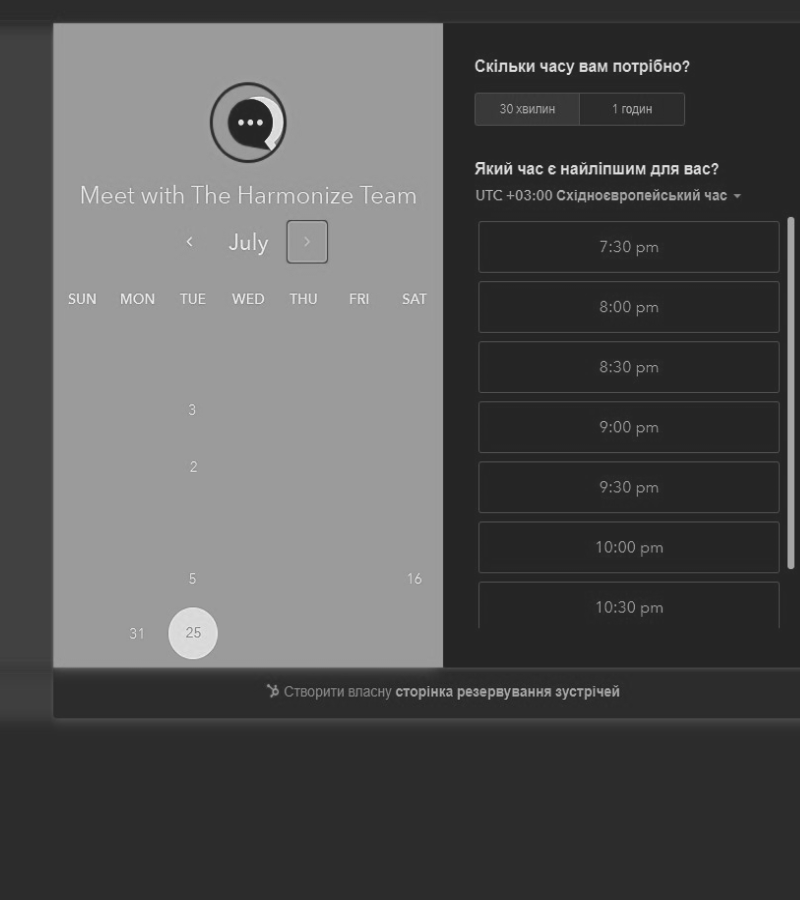 Meet with The Harmonize Team
July
SUN MON TUE WED THU FRI SAT
3
2
5 16
31 25
Скільки часу вам потрібно?
30 хвилин 1 годин
Який час є найліпшим для вас?
UTC +03:00 Східноєвропейський час
7:30 pm
8:00 pm
8:30 pm
9:00 pm
9:30 pm
10:00 pm
10:30 pm
Створити власну сторінка резервування зустрічей